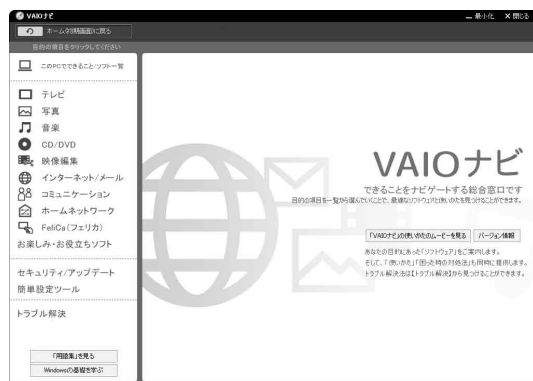 VAIOナビ
最小化 × 閉じる
ホーム(初期画面)に戻る
目的の項目をクリックしてください
このPCでできること/ソフト一覧
テレビ
写真
音楽
CD/DVD
映像編集
インターネット/メール
コミュニケーション
ホームネットワーク
FeliCa(フェリカ)
お楽しみ・お役立ちソフト
セキュリティ/アップデート
簡単設定ツール
トラブル解決
「用語集」を見る
Windowsの基礎を学ぶ
VAIOナビ
できることをナビゲートする総合窓口です
目的の項目を一覧から選んでいくことで、最適なソフトウェアと使いかたを見つけることができます。
「VAIOナビ」の使いかたのムービーを見る バージョン情報
あなたの目的にあった「ソフトウェア」をご案内します。
そして、「使いかた」「困った時の対処法」も同時に提供します。
トラブル解決法は【トラブル解決】から見つけることができます。